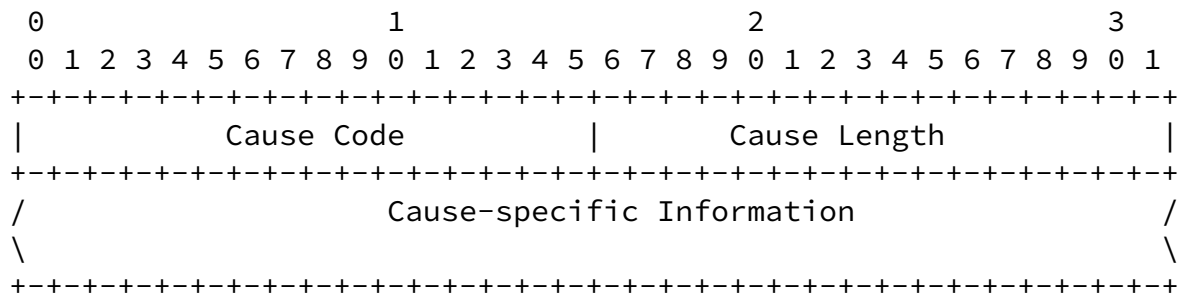 0                   1                   2                   3
 0 1 2 3 4 5 6 7 8 9 0 1 2 3 4 5 6 7 8 9 0 1 2 3 4 5 6 7 8 9 0 1
+-+-+-+-+-+-+-+-+-+-+-+-+-+-+-+-+-+-+-+-+-+-+-+-+-+-+-+-+-+-+-+-+
|           Cause Code          |       Cause Length            |
+-+-+-+-+-+-+-+-+-+-+-+-+-+-+-+-+-+-+-+-+-+-+-+-+-+-+-+-+-+-+-+-+
/                    Cause-specific Information                 /
\                                                               \
+-+-+-+-+-+-+-+-+-+-+-+-+-+-+-+-+-+-+-+-+-+-+-+-+-+-+-+-+-+-+-+-+